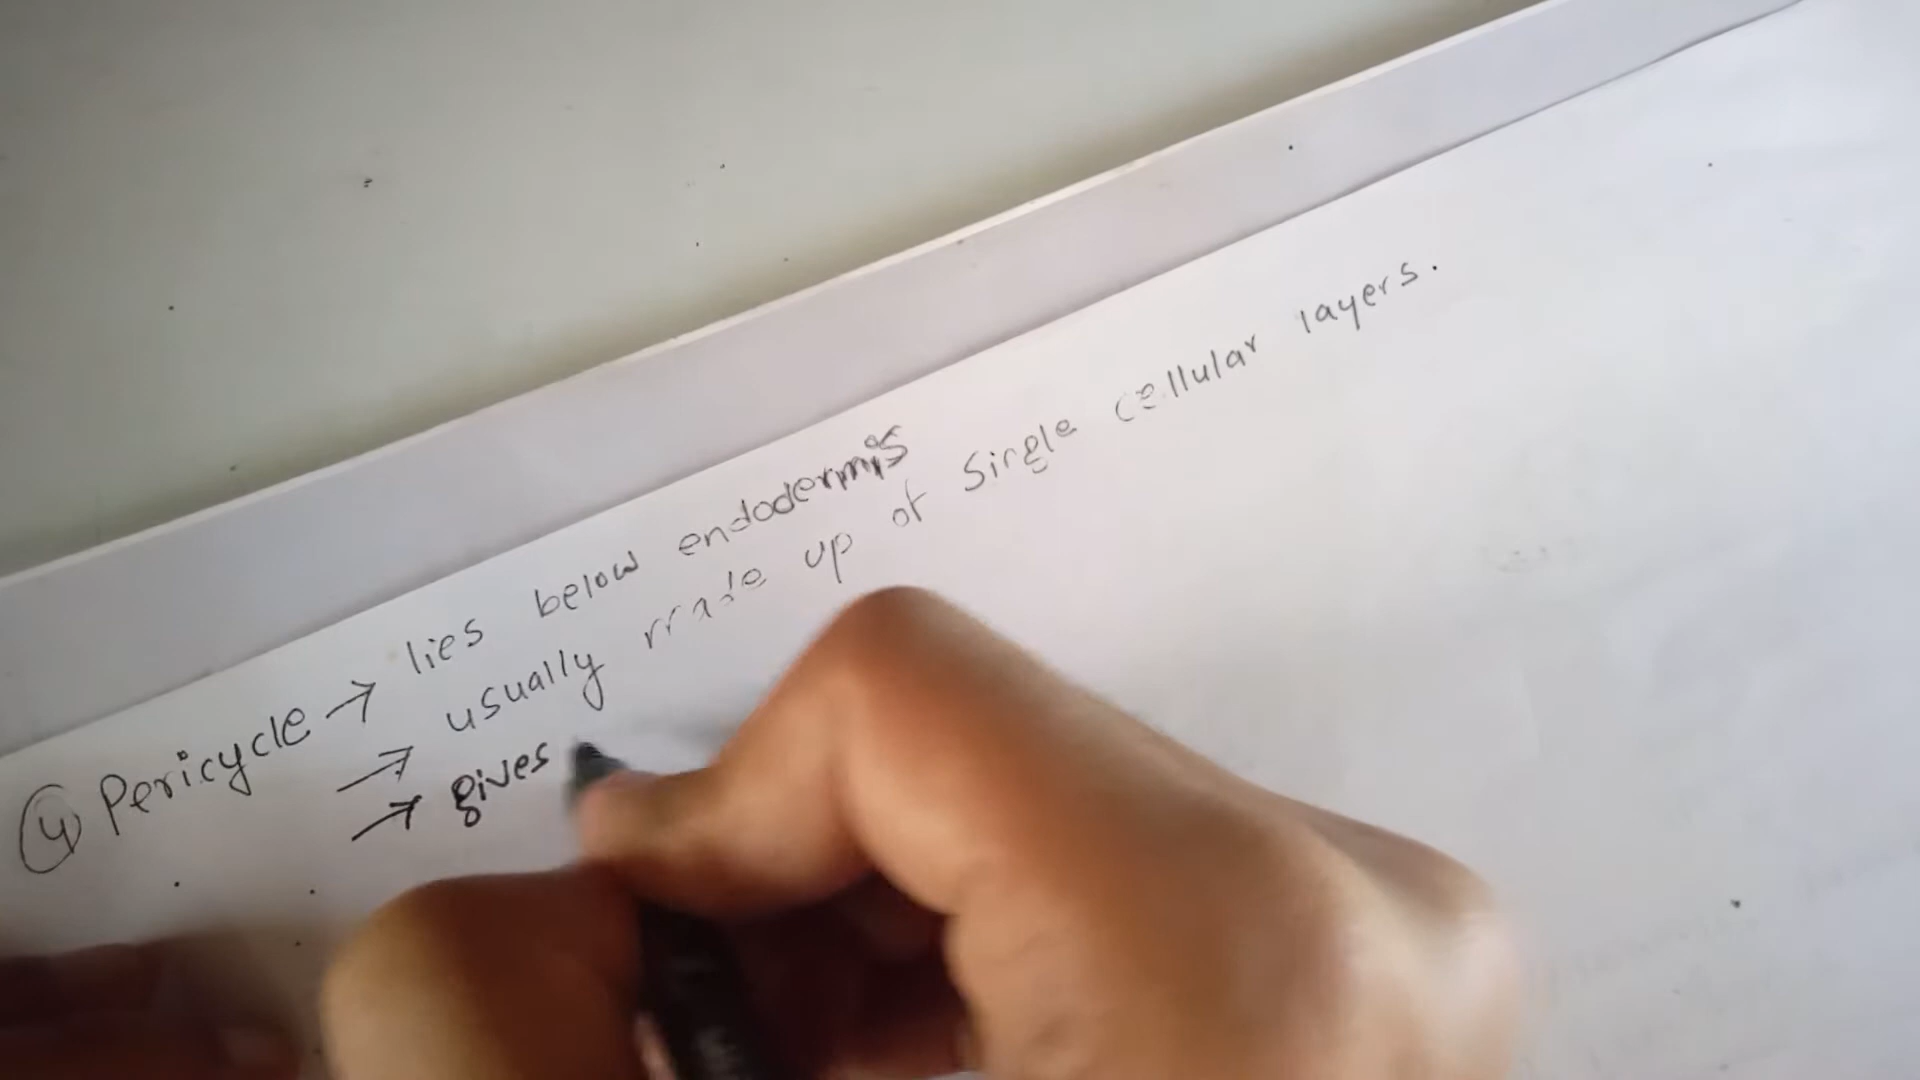 ④ Pericycle → lies below endodermis
→ usually made up of single cellular layers.
→ gives